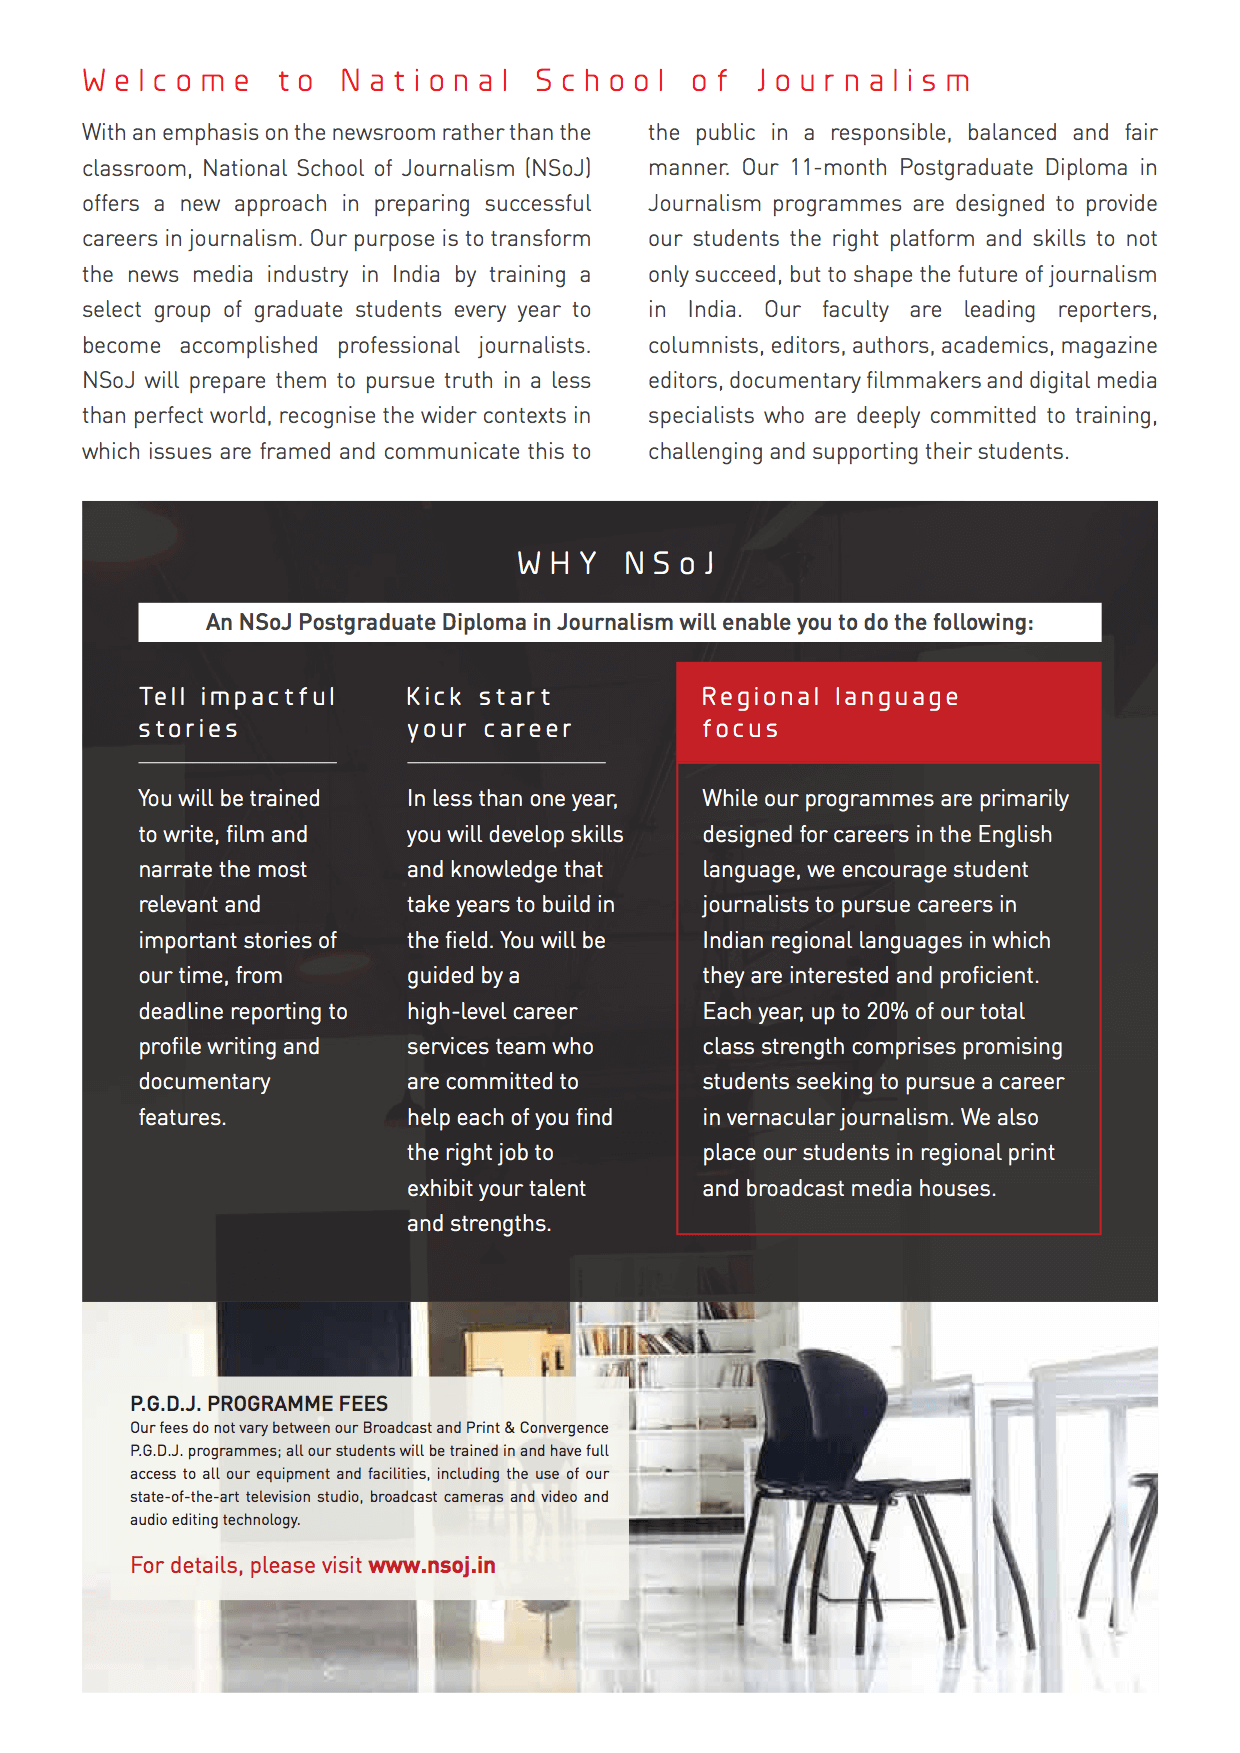 Welcome to National School of Journalism
With an emphasis on the newsroom rather than the
classroom, National School of Journalism (NSoJ)
offers a new approach in preparing successful
careers in journalism. Our purpose is to transform
the news media industry in India by training a
select group of graduate students every year to
become accomplished professional journalists.
NSoJ will prepare them to pursue truth in a less
than perfect world, recognise the wider contexts in
which issues are framed and communicate this to
the public in a responsible, balanced and fair
manner. Our 11-month Postgraduate Diploma in
Journalism programmes are designed to provide
our students the right platform and skills to not
only succeed, but to shape the future of journalism
in India. Our faculty are leading reporters,
columnists, editors, authors, academics, magazine
editors, documentary filmmakers and digital media
specialists who are deeply committed to training,
challenging and supporting their students.
WHY NSoJ
An NSoJ Postgraduate Diploma in Journalism will enable you to do the following:
Tell impactful
stories
You will be trained
to write, film and
narrate the most
relevant and
important stories of
our time, from
deadline reporting to
profile writing and
documentary
features.
Kick start
your career
In less than one year,
you will develop skills
and knowledge that
take years to build in
the field. You will be
guided by a
high-level career
services team who
are committed to
help each of you find
the right job to
exhibit your talent
and strengths.
Regional language
focus
While our programmes are primarily
designed for careers in the English
language, we encourage student
journalists to pursue careers in
Indian regional languages in which
they are interested and proficient.
Each year, up to 20% of our total
class strength comprises promising
students seeking to pursue a career
in vernacular journalism. We also
place our students in regional print
and broadcast media houses.
P.G.D.J. PROGRAMME FEES
Our fees do not vary between our Broadcast and Print & Convergence
P.G.D.J. programmes; all our students will be trained in and have full
access to all our equipment and facilities, including the use of our
state-of-the-art television studio, broadcast cameras and video and
audio editing technology.
For details, please visit www.nsoj.in